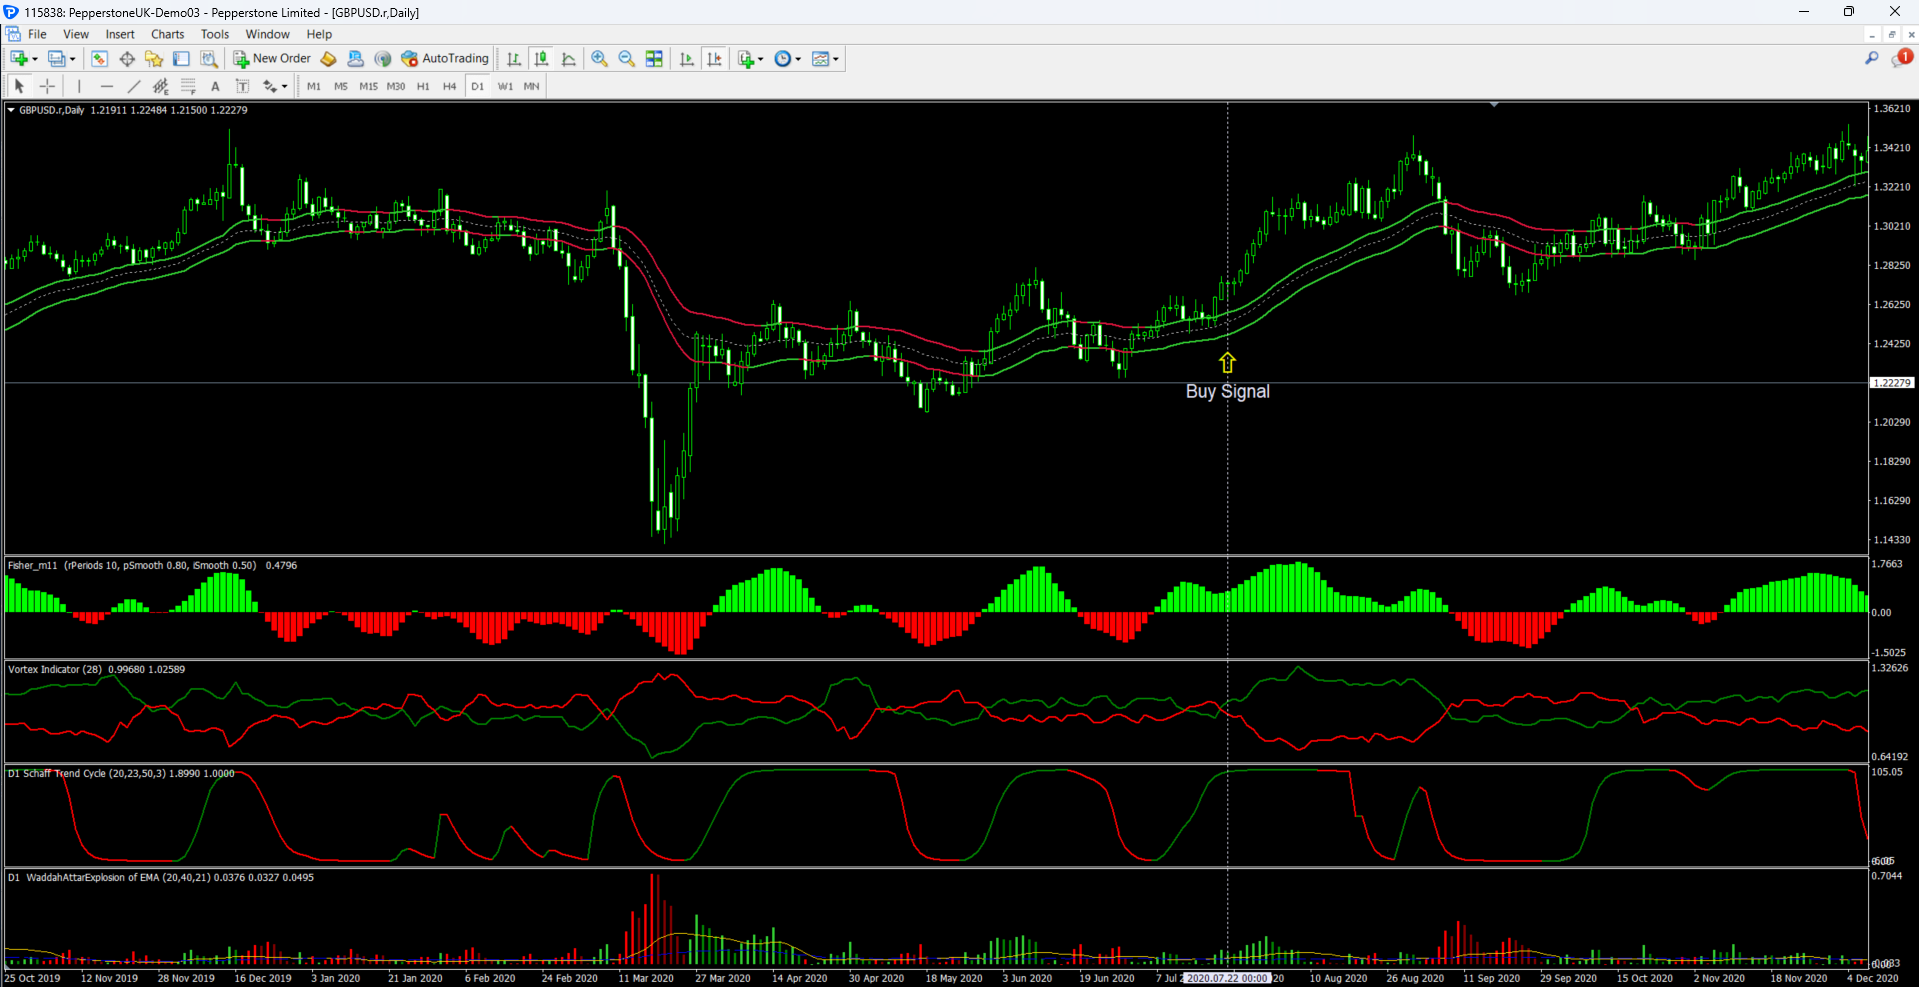 115838: PepperstoneUK-Demo03 - Pepperstone Limited - [GBPUSD.r,Daily]
File View Insert Charts Tools Window Help
New Order AutoTrading
1
A T M1 M5 M15 M30 H1 H4 D1 W1 MN
GBPUSD.r,Daily 1.21911 1.22484 1.21500 1.22279
1.36210
1.34210
1.32210
1.30210
1.28250
1.26250
1.24250
1.22279
Buy Signal
1.20290
1.18290
1.16290
1.14330
Fisher_m11 (rPeriods 10, pSmooth 0.80, iSmooth 0.50) 0.4796
1.7663
0.00
-1.5025
Vortex Indicator (28) 0.99680 1.02589
1.32626
0.64192
D1 Schaff Trend Cycle (20,23,50,3) 1.8990 1.0000
105.05
D1 WaddahAttarExplosion of EMA (20,40,21) 0.0376 0.0327 0.0495
0.7044
25 Oct 2019 12 Nov 2019 28 Nov 2019 16 Dec 2019 3 Jan 2020 21 Jan 2020 6 Feb 2020 24 Feb 2020 11 Mar 2020 27 Mar 2020 14 Apr 2020 30 Apr 2020 18 May 2020 3 Jun 2020 19 Jun 2020 7 Jul 2020.07.22 00:00 10 Aug 2020 26 Aug 2020 11 Sep 2020 29 Sep 2020 15 Oct 2020 2 Nov 2020 18 Nov 2020 4 Dec 2020